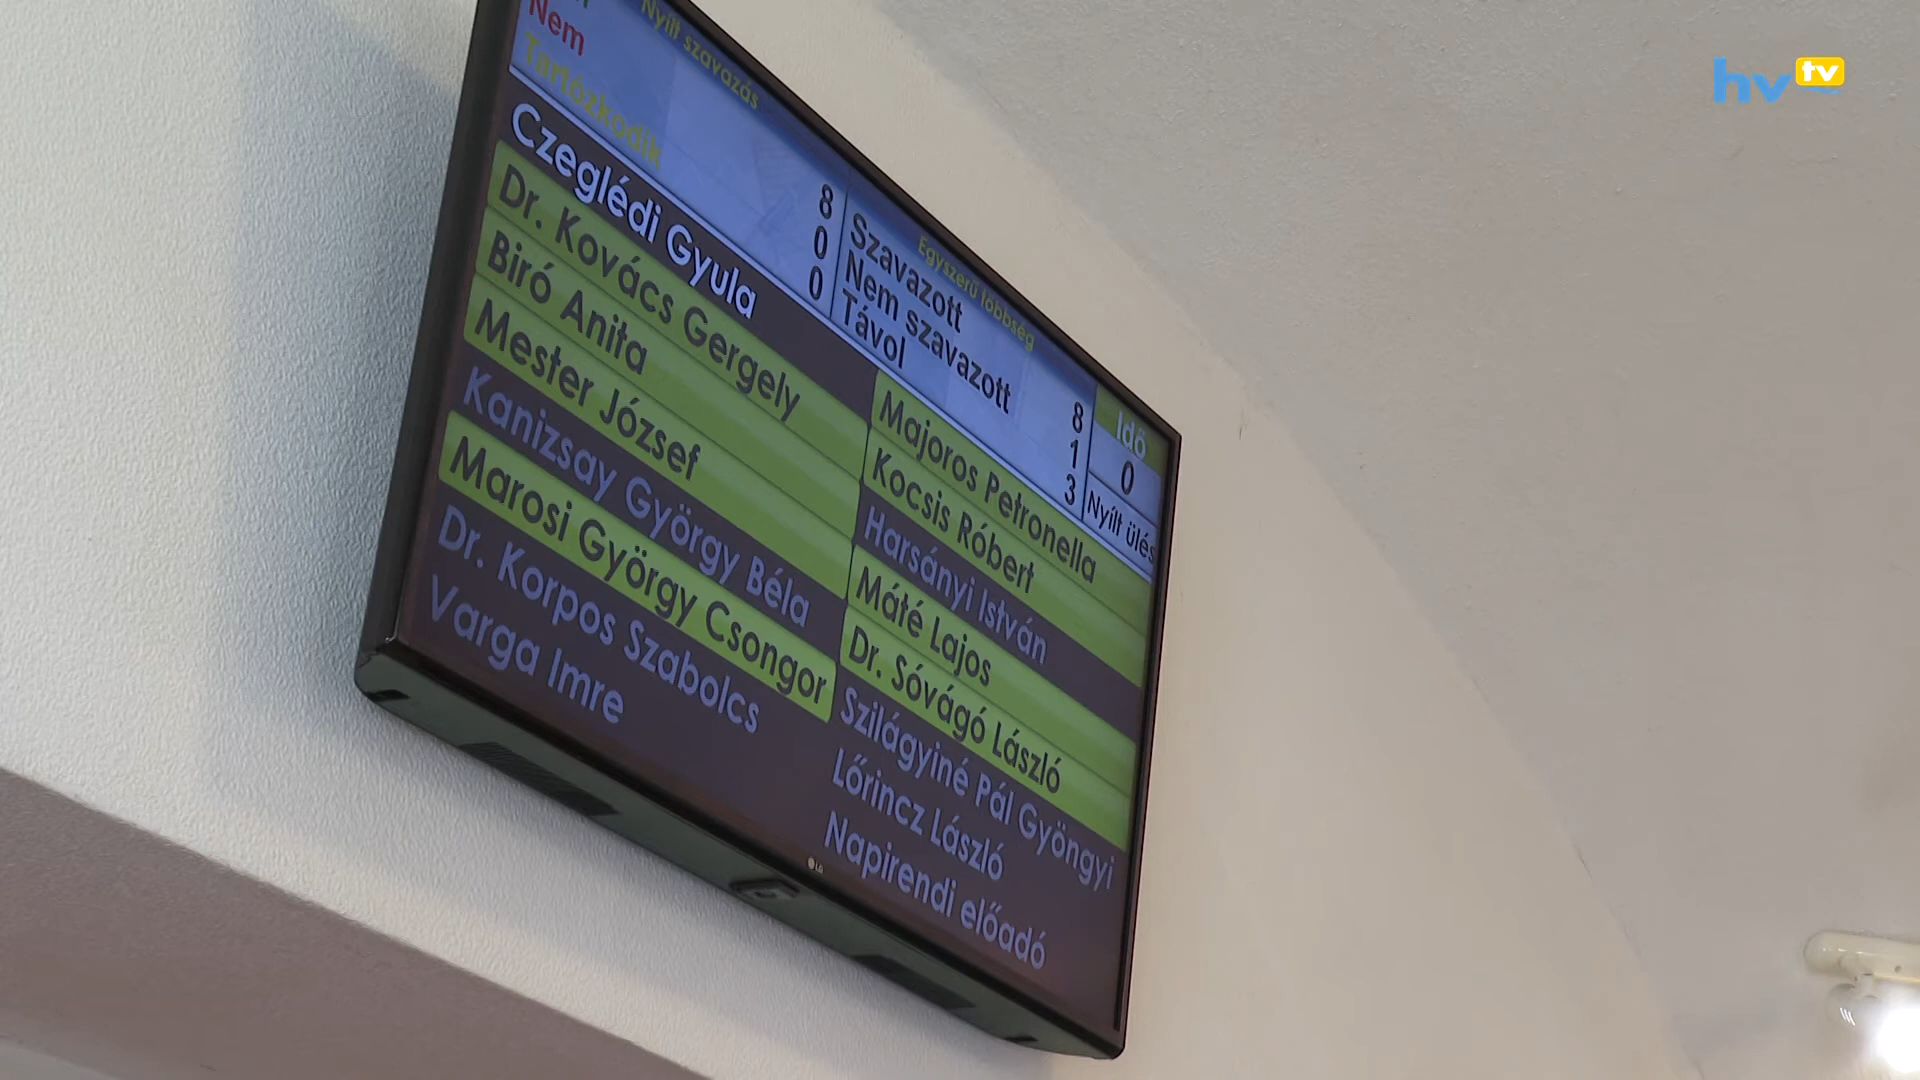 hv tv
Nyílt szavazás
Egyszerű többség
Nem
Tartózkodik
8
0
0
Szavazott 8
Nem szavazott 1
Távol 3
Idő
0
Nyílt ülés
Czeglédi Gyula
Dr. Kovács Gergely
Biró Anita
Mester József
Kanizsay György Béla
Marosi György Csongor
Dr. Korpos Szabolcs
Varga Imre
Majoros Petronella
Kocsis Róbert
Harsányi István
Máté Lajos
Dr. Sóvágó László
Szilágyiné Pál Gyöngyi
Lőrincz László
Napirendi előadó
LG